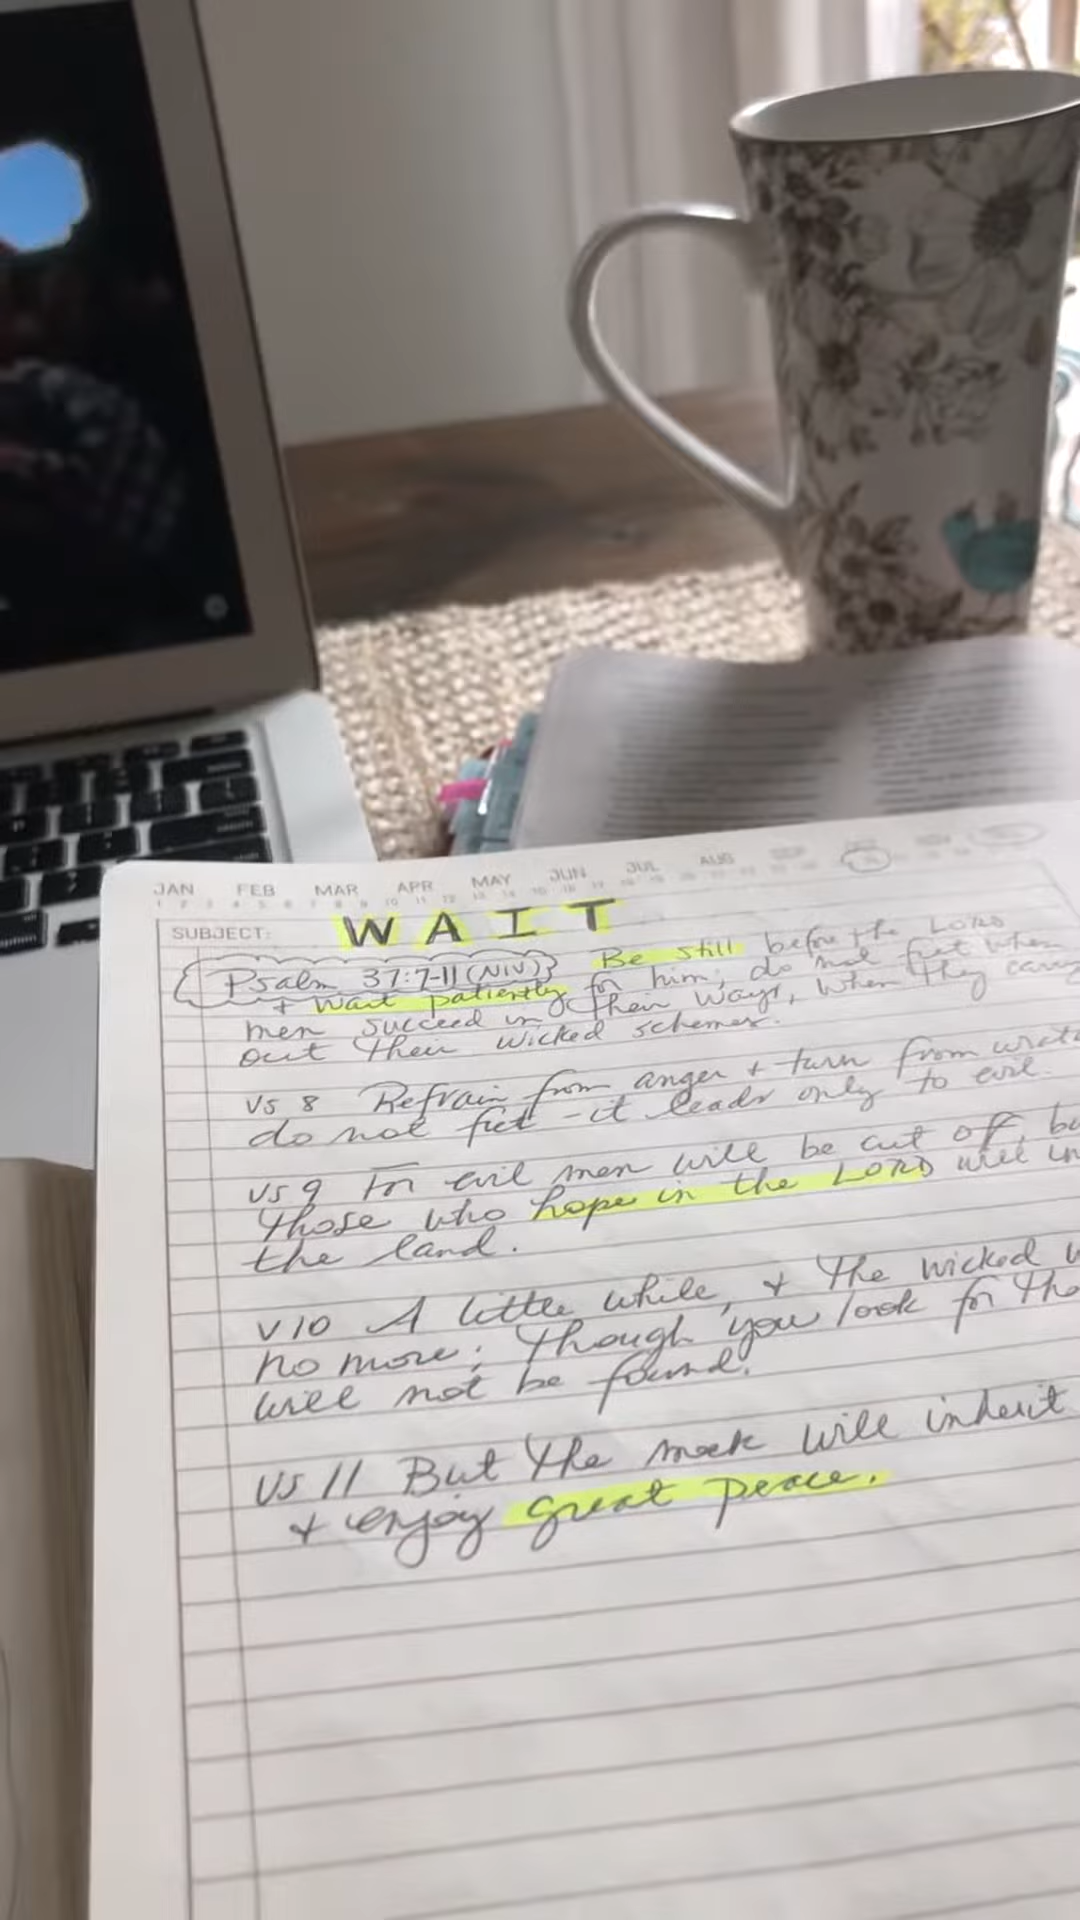 JAN FEB MAR APR MAY JUN JUL AUG
SUBJECT: WAIT
Psalm 37:7-11 (NIV) Be still before the LORD
+ Wait patiently for him; do not fret when
men succeed in their ways, when they carry
out their wicked schemes.
vs 8 Refrain from anger + turn from
do not fret - it leads only to evil.
vs 9 For evil men will be cut off,
those who hope in the LORD will
the land.
v 10 A little while, + the wicked
no more; though you look for
will not be found.
vs 11 But the meek will inherit
+ enjoy great peace.